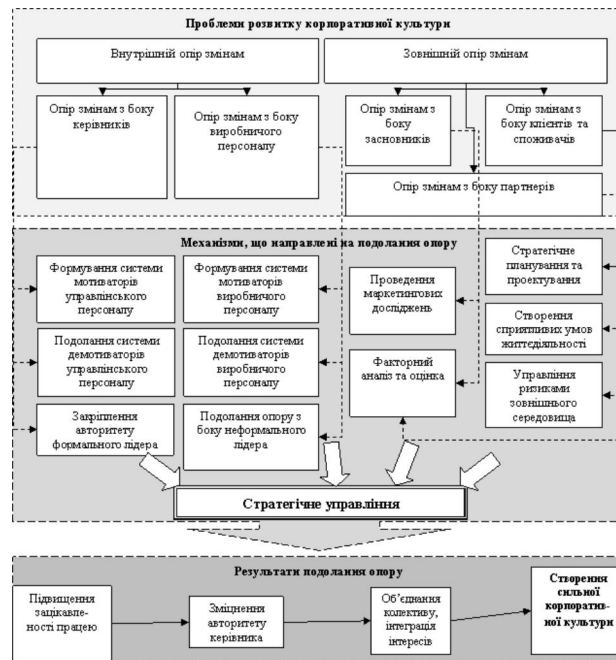 Проблеми розвитку корпоративної культури
Внутрішній опір змінам
Зовнішній опір змінам
Опір змінам з боку
керівників
Опір змінам з боку
виробничого
персоналу
Опір змінам з
боку
засновників
Опір змінам з
боку клієнтів та
споживачів
Опір змінам з боку партнерів
Механізми, що направлені на подолання опору
Формування системи
мотиваторів
управлінського
персоналу
Формування системи
мотиваторів
виробничого
персоналу
Проведення
маркетингових
досліджень
Стратегічне
планування та
проектування
Створення
сприятливих умов
життєдіяльності
Подолання системи
демотиваторів
управлінського
персоналу
Подолання системи
демотиваторів
виробничого
персоналу
Факторний
аналіз та оцінка
Управління
ризиками
зовнішнього
середовища
Закріплення
авторитету
формального лідера
Подолання опору з
боку неформального
лідера
Стратегічне управління
Результати подолання опору
Підвищення
зацікавле-
ності працею
Зміцнення
авторитету
керівника
Об’єднання
колективу,
інтеграція
інтересів
Створення
сильної
корпоратив-
ної культури